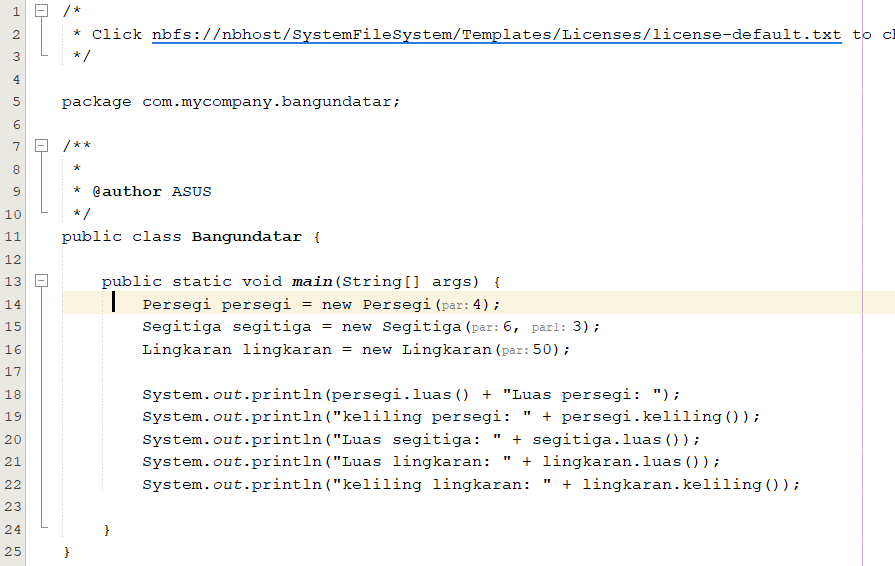 1 /*
2 * Click nbfs://nbhost/SystemFileSystem/Templates/Licenses/license-default.txt to
3 */
4
5 package com.mycompany.bangundatar;
6
7 /**
8 *
9 * @author ASUS
10 */
11 public class Bangundatar {
12
13 public static void main(String[] args) {
14 Persegi persegi = new Persegi(par: 4);
15 Segitiga segitiga = new Segitiga(par: 6, par1: 3);
16 Lingkaran lingkaran = new Lingkaran(par: 50);
17
18 System.out.println(persegi.luas() + "Luas persegi: ");
19 System.out.println("keliling persegi: " + persegi.keliling());
20 System.out.println("Luas segitiga: " + segitiga.luas());
21 System.out.println("Luas lingkaran: " + lingkaran.luas());
22 System.out.println("keliling lingkaran: " + lingkaran.keliling());
23
24 }
25 }